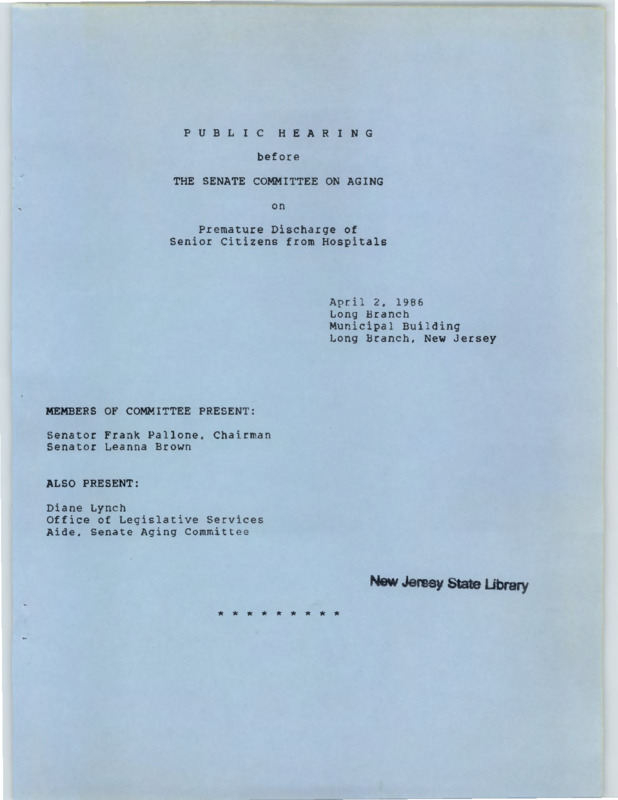 P U B L I C  H E A R I N G
before
THE SENATE COMMITTEE ON AGING
on
Premature Discharge of
Senior Citizens from Hospitals
April 2, 1986
Long Branch
Municipal Building
Long Branch, New Jersey
MEMBERS OF COMMITTEE PRESENT:
Senator Frank Pallone, Chairman
Senator Leanna Brown
ALSO PRESENT:
Diane Lynch
Office of Legislative Services
Aide, Senate Aging Committee
New Jersey State Library
* * * * * * * * *